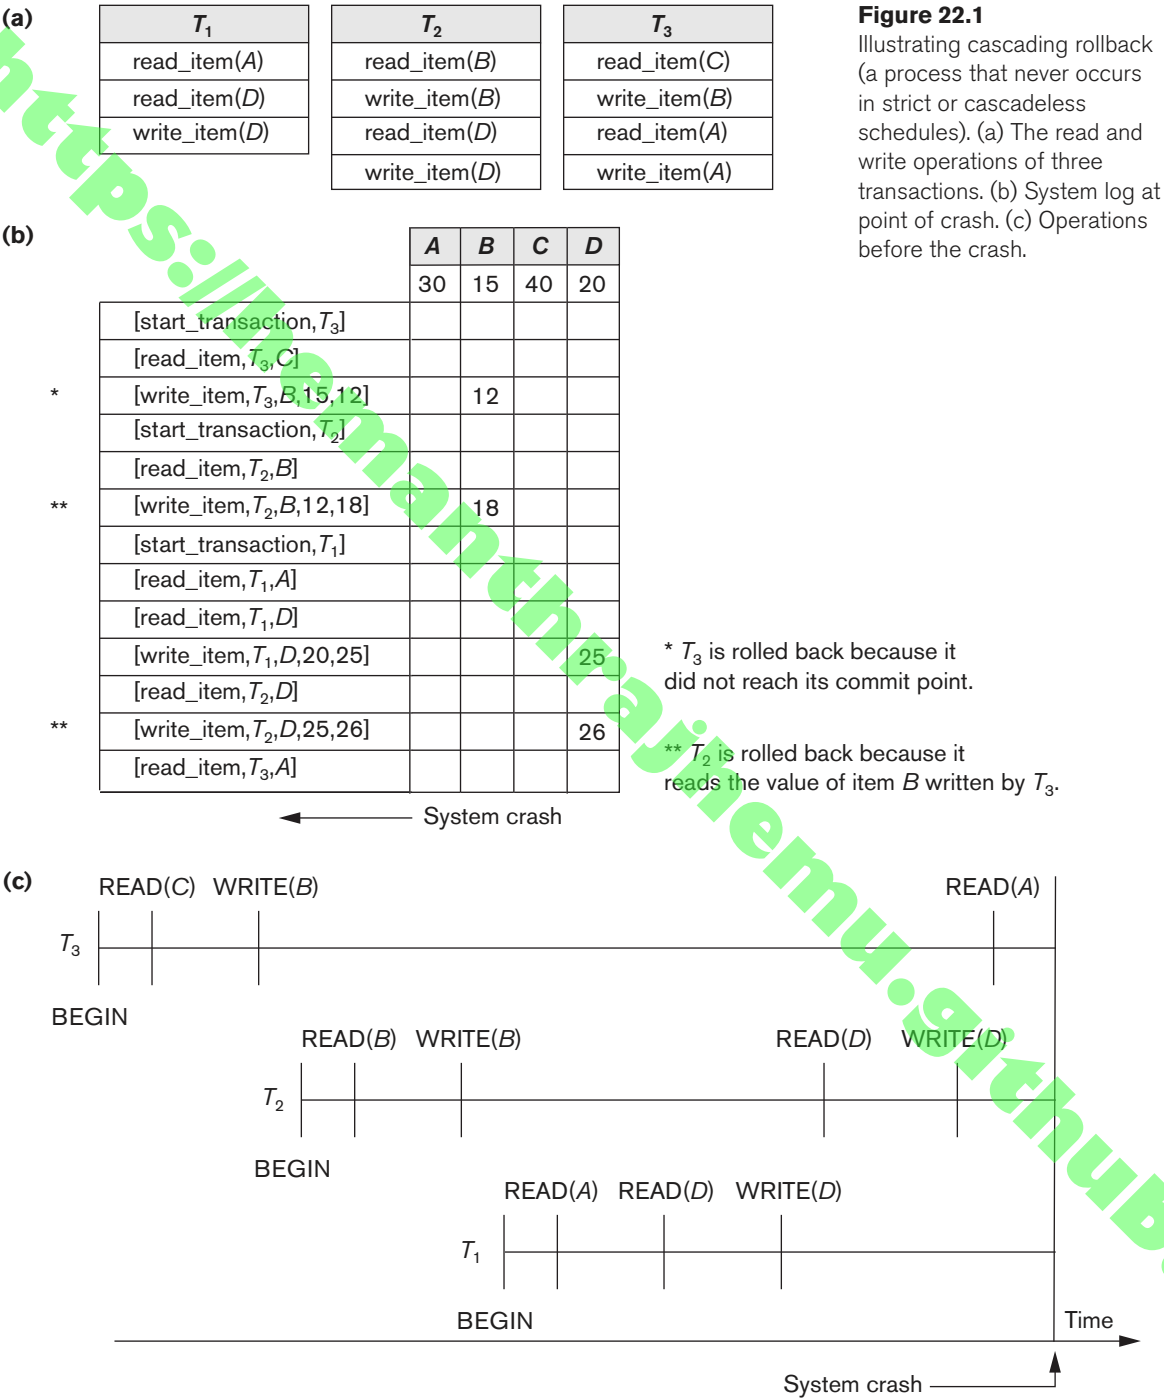 (a)
T1 T2 T3
read_item(A) read_item(B) read_item(C)
read_item(D) write_item(B) write_item(B)
write_item(D) read_item(D) read_item(A)
write_item(D) write_item(A)
Figure 22.1
Illustrating cascading rollback
(a process that never occurs
in strict or cascadeless
schedules). (a) The read and
write operations of three
transactions. (b) System log at
point of crash. (c) Operations
before the crash.
(b)
A B C D
30 15 40 20
[start_transaction,T3]
[read_item,T3,C]
* [write_item,T3,B,15,12] 12
[start_transaction,T2]
[read_item,T2,B]
** [write_item,T2,B,12,18] 18
[start_transaction,T1]
[read_item,T1,A]
[read_item,T1,D]
[write_item,T1,D,20,25] 25
[read_item,T2,D]
** [write_item,T2,D,25,26] 26
[read_item,T3,A]
System crash
* T3 is rolled back because it
did not reach its commit point.
** T2 is rolled back because it
reads the value of item B written by T3.
(c)
READ(C) WRITE(B) READ(A)
T3
BEGIN
READ(B) WRITE(B) READ(D) WRITE(D)
T2
BEGIN
READ(A) READ(D) WRITE(D)
T1
BEGIN
Time
System crash
https://hemanthrajhemu.github